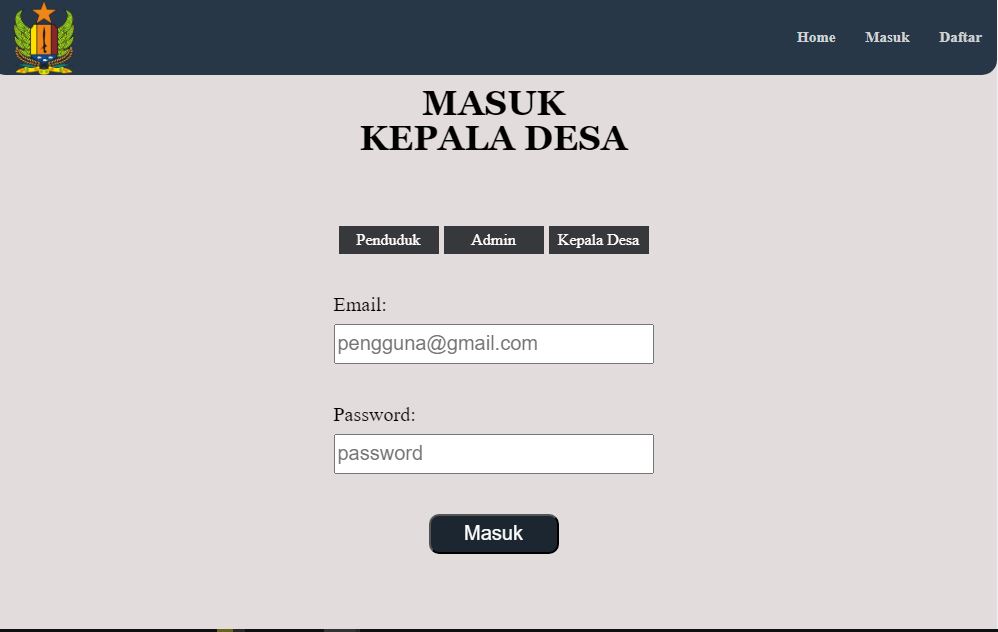 Home Masuk Daftar
MASUK
KEPALA DESA
Penduduk Admin Kepala Desa
Email:
pengguna@gmail.com
Password:
password
Masuk